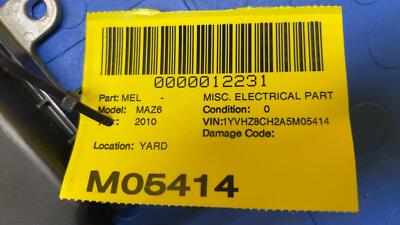 0000012231
Part: MEL - MISC. ELECTRICAL PART
Model: MAZ6 Condition: 0
2010 VIN:1YVHZ8CH2A5M05414
Damage Code:
Location: YARD
M05414